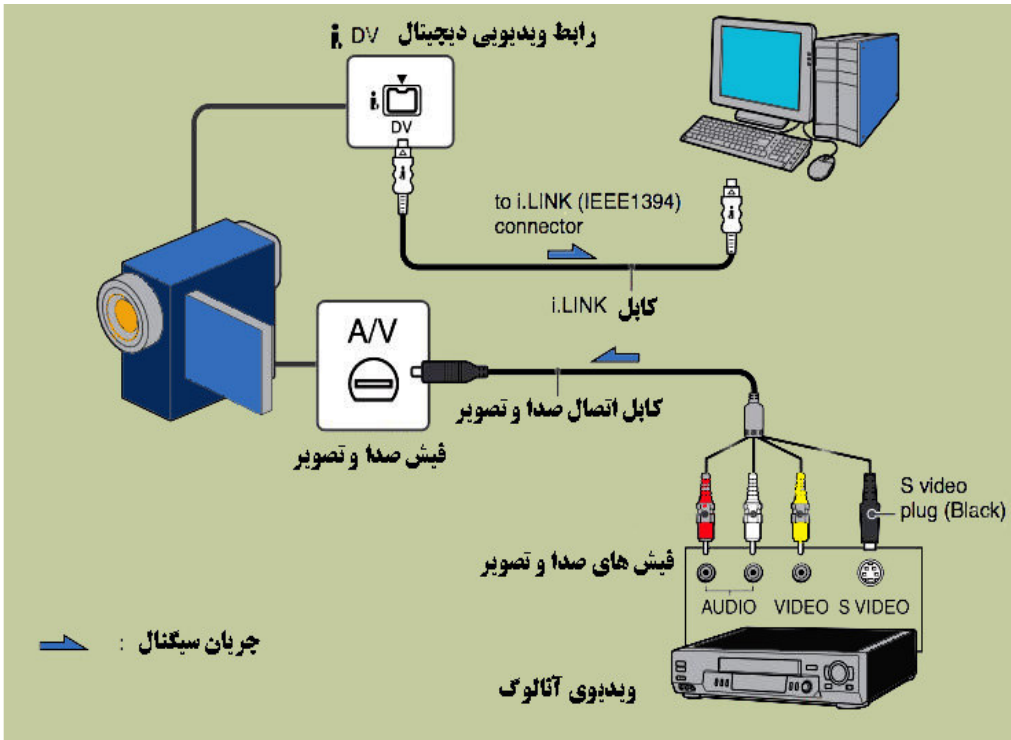 رابط ویدیویی دیجیتال i DV
i
DV
to i.LINK (IEEE1394)
connector
کابل i.LINK
A/V
کابل اتصال صدا و تصویر
فیش صدا و تصویر
S video
plug (Black)
فیش های صدا و تصویر
AUDIO VIDEO S VIDEO
جریان سیگنال :
ویدیوی آنالوگ